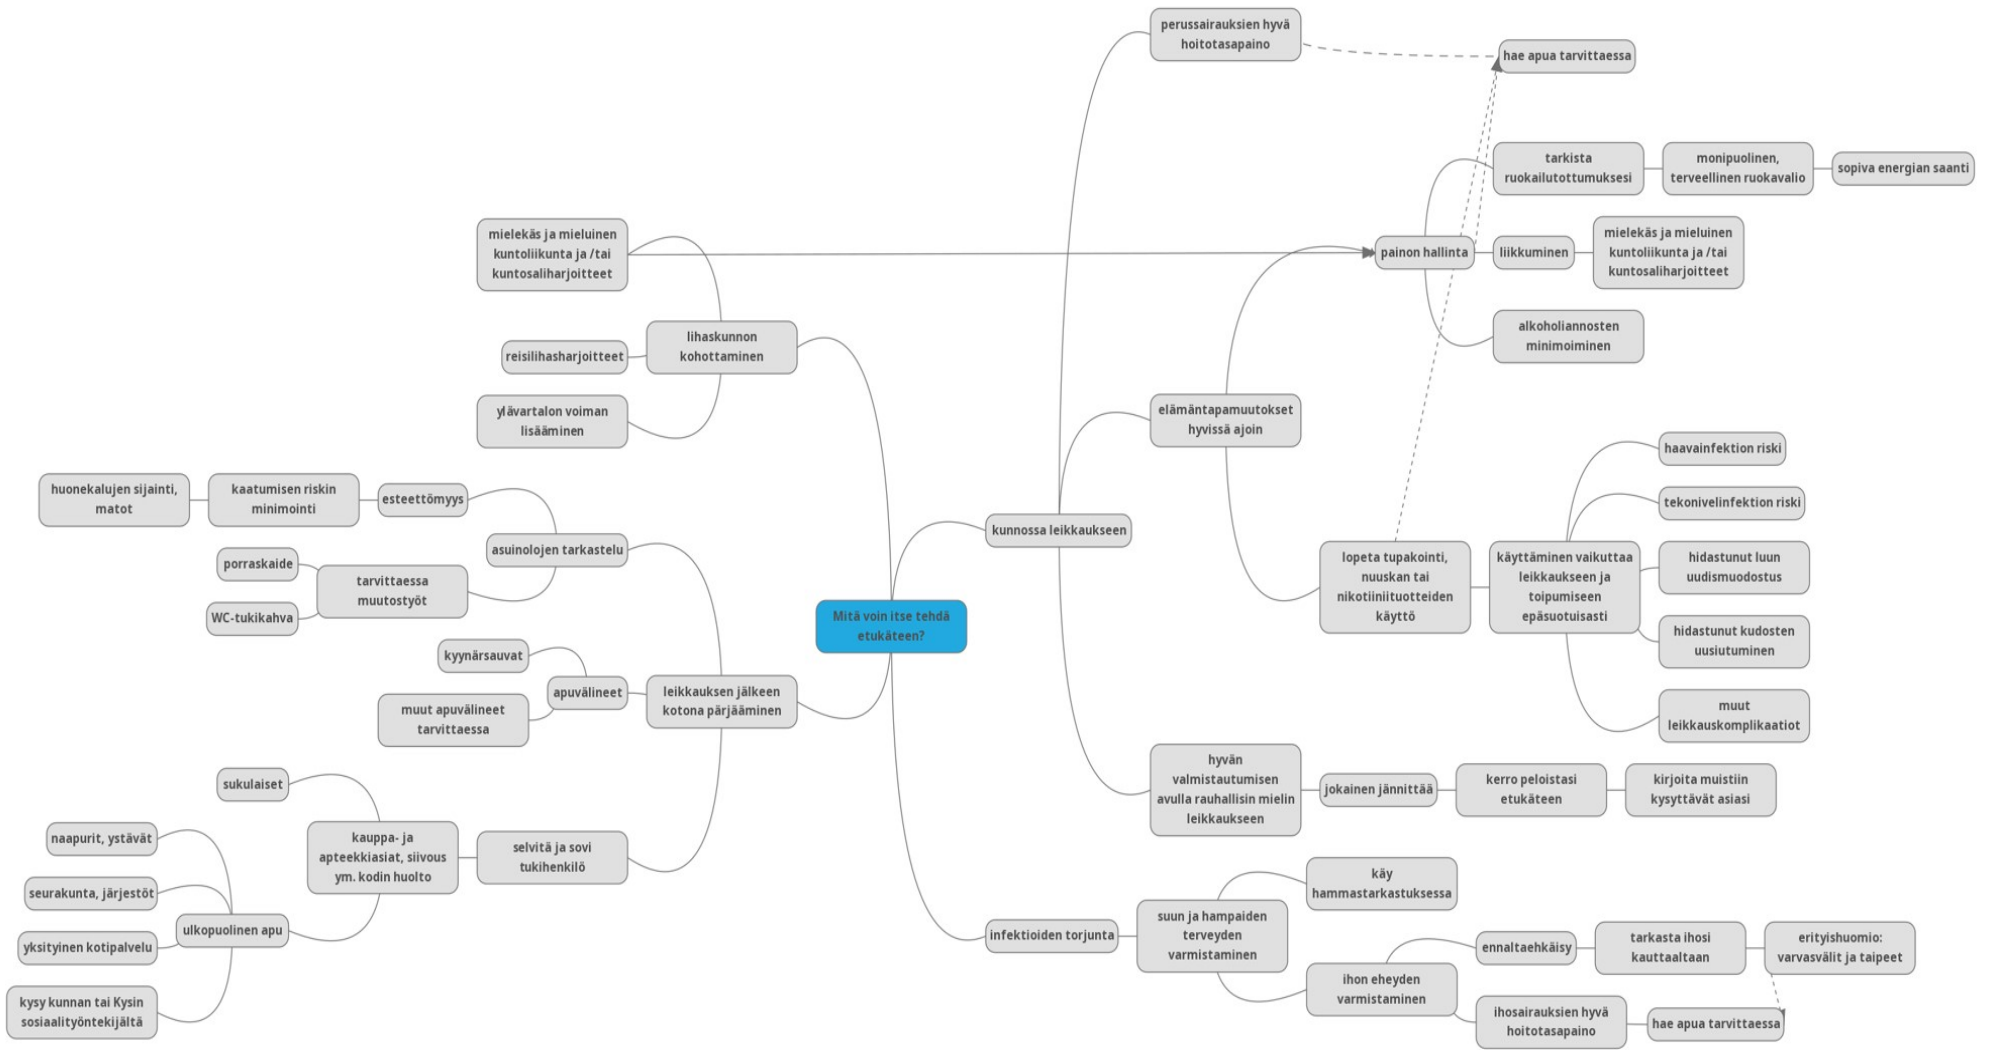 Mitä voin itse tehdä
etukäteen?
kunnossa leikkaukseen
perussairauksien hyvä
hoitotasapaino
hae apua tarvittaessa
elämäntapamuutokset
hyvissä ajoin
painon hallinta
tarkista
ruokailutottumuksesi
monipuolinen,
terveellinen ruokavalio
sopiva energian saanti
liikkuminen
mielekäs ja mieluinen
kuntoliikunta ja /tai
kuntosaliharjoitteet
alkoholiannosten
minimoiminen
lopeta tupakointi,
nuuskan tai
nikotiinituotteiden
käyttö
käyttäminen vaikuttaa
leikkaukseen ja
toipumiseen
epäsuotuisasti
haavainfektion riski
tekonivelinfektion riski
hidastunut luun
uudismuodostus
hidastunut kudosten
uusiutuminen
muut
leikkauskomplikaatiot
hyvän
valmistautumisen
avulla rauhallisin mielin
leikkaukseen
jokainen jännittää
kerro peloistasi
etukäteen
kirjoita muistiin
kysyttävät asiasi
infektioiden torjunta
suun ja hampaiden
terveyden
varmistaminen
käy
hammastarkastuksessa
ihon eheyden
varmistaminen
ennaltaehkäisy
tarkasta ihosi
kauttaaltaan
erityishuomio:
varvasvälit ja taipeet
ihosairauksien hyvä
hoitotasapaino
hae apua tarvittaessa
lihaskunnon
kohottaminen
mielekäs ja mieluinen
kuntoliikunta ja /tai
kuntosaliharjoitteet
reisilihasharjoitteet
ylävartalon voiman
lisääminen
leikkauksen jälkeen
kotona pärjääminen
asuinolojen tarkastelu
esteettömyys
kaatumisen riskin
minimointi
huonekalujen sijainti,
matot
tarvittaessa
muutostyöt
porraskaide
WC-tukikahva
apuvälineet
kyynärsauvat
muut apuvälineet
tarvittaessa
selvitä ja sovi
tukihenkilö
kauppa- ja
apteekkiasiat, siivous
ym. kodin huolto
sukulaiset
ulkopuolinen apu
naapurit, ystävät
seurakunta, järjestöt
yksityinen kotipalvelu
kysy kunnan tai Kysin
sosiaalityöntekijältä